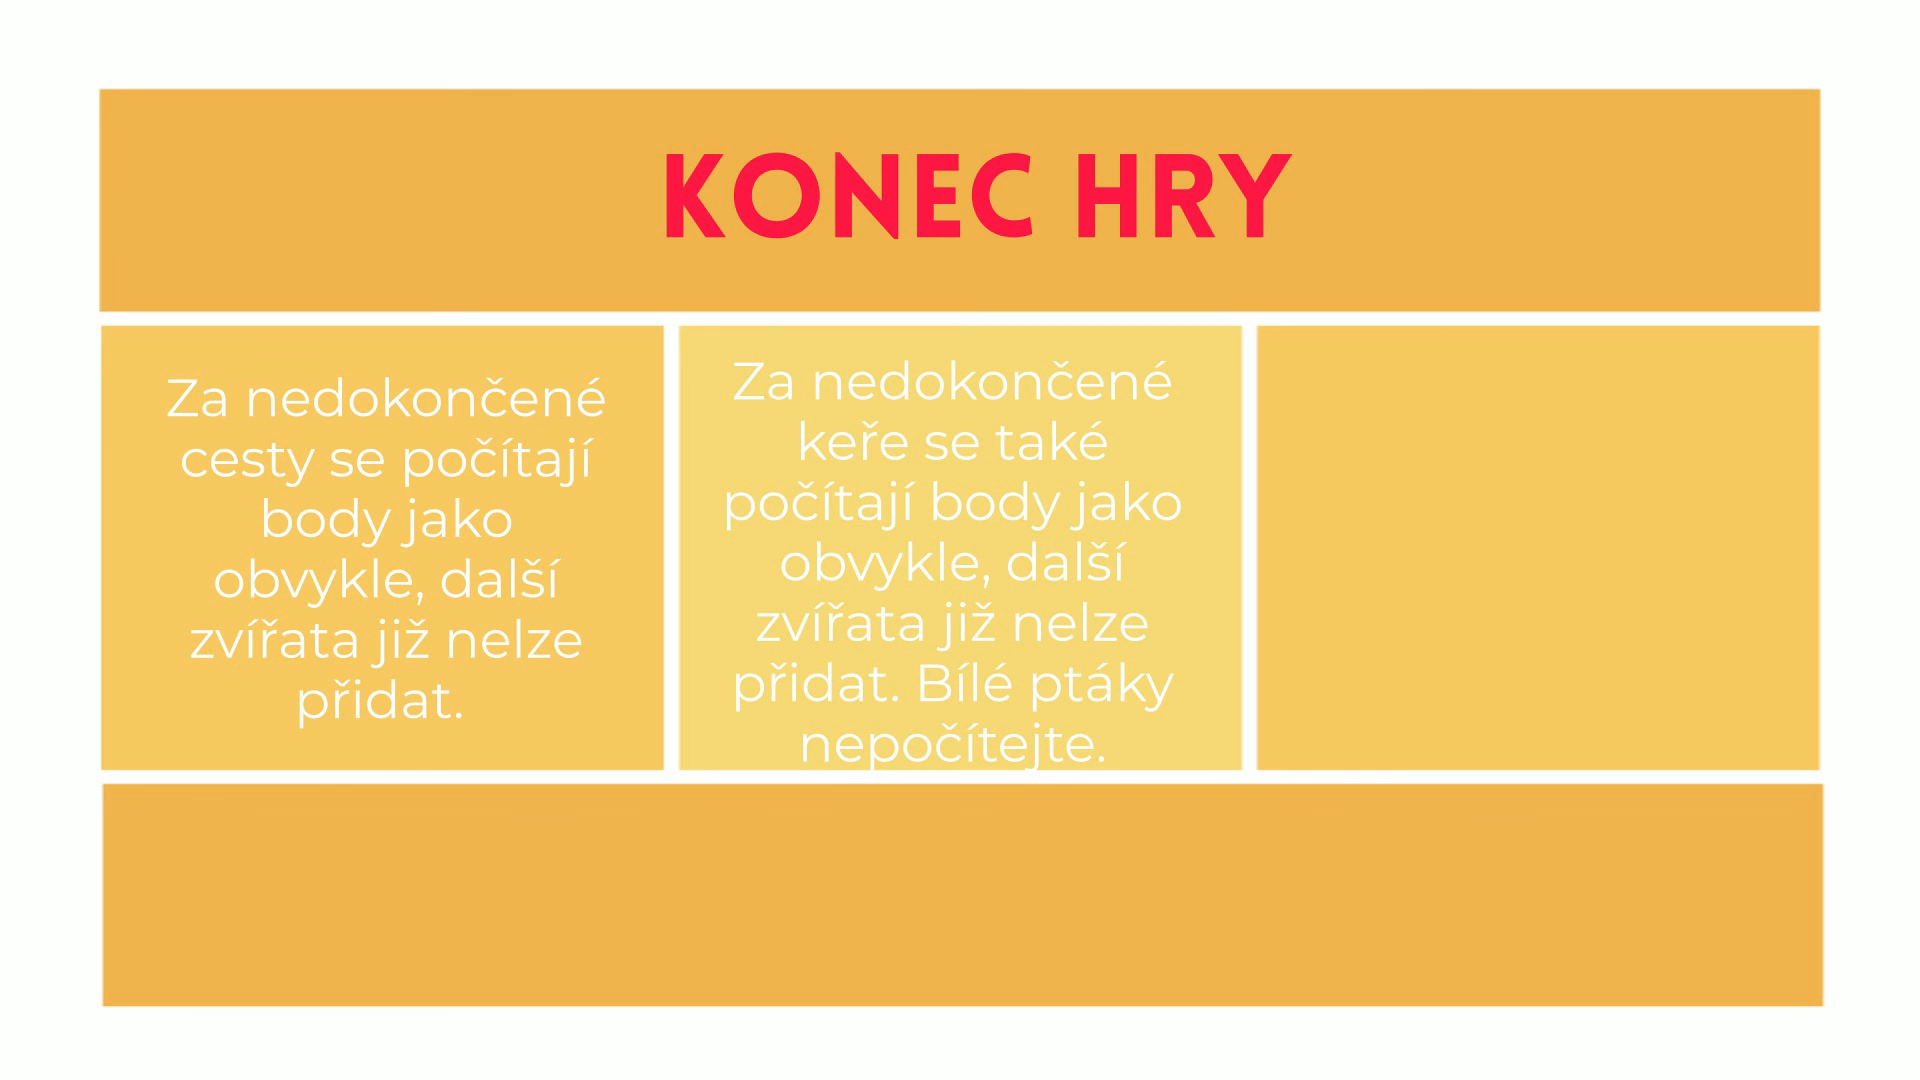 KONEC HRY
Za nedokončené
cesty se počítají
body jako
obvykle, další
zvířata již nelze
přidat.
Za nedokončené
keře se také
počítají body jako
obvykle, další
zvířata již nelze
přidat. Bílé ptáky
nepočítejte.